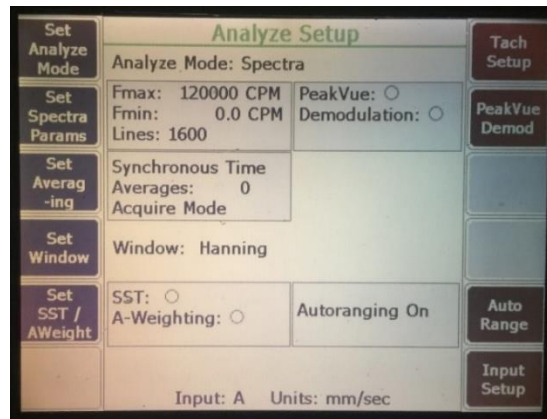 Analyze Setup
Set
Analyze
Mode
Analyze Mode: Spectra
Tach
Setup
Set
Spectra
Params
Fmax: 120000 CPM
Fmin: 0.0 CPM
Lines: 1600
PeakVue:
Demodulation:
PeakVue
Demod
Set
Averag
-ing
Synchronous Time
Averages: 0
Acquire Mode
Set
Window
Window: Hanning
Set
SST /
AWeight
SST:
A-Weighting:
Autoranging On
Auto
Range
Input: A Units: mm/sec
Input
Setup